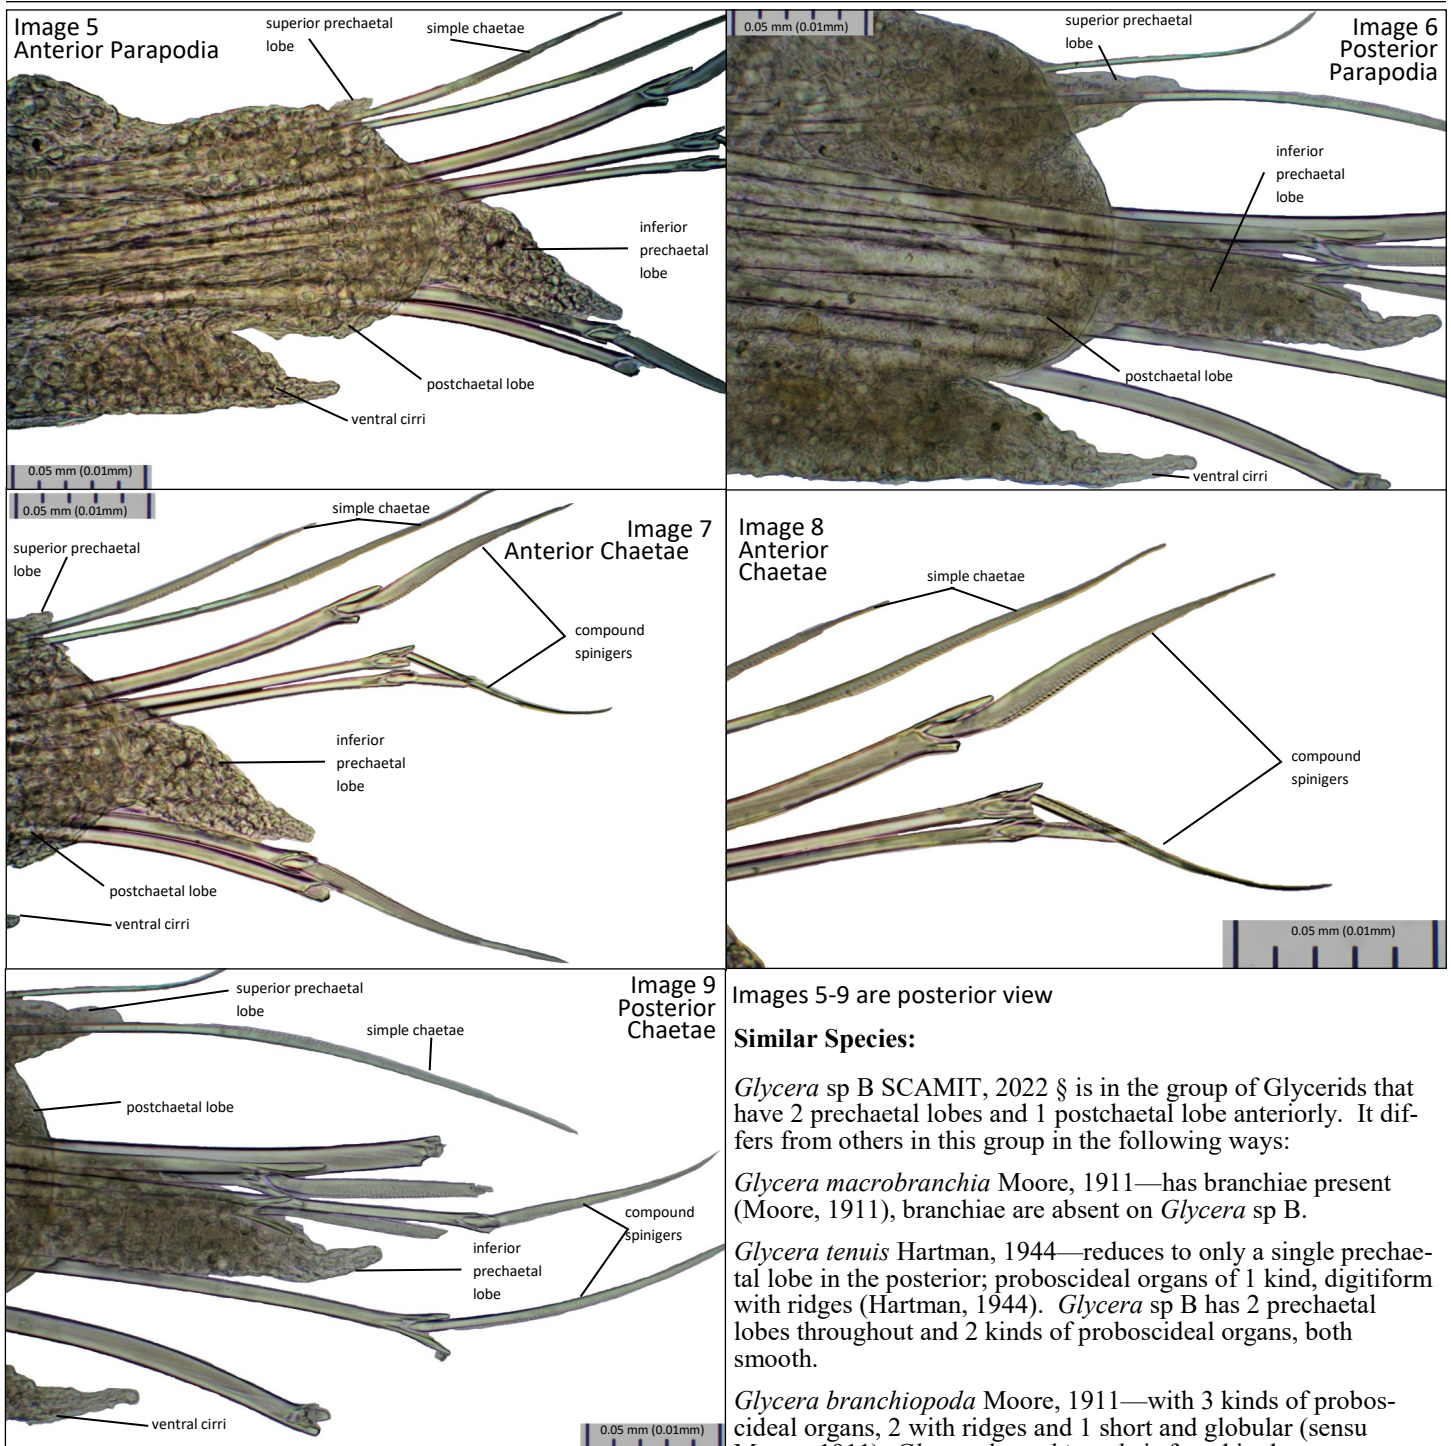 Image 5
Anterior Parapodia
superior prechaetal
lobe
simple chaetae
inferior
prechaetal
lobe
postchaetal lobe
ventral cirri
0.05 mm (0.01mm)
0.05 mm (0.01mm)
superior prechaetal
lobe
Image 6
Posterior
Parapodia
inferior
prechaetal
lobe
postchaetal lobe
ventral cirri
0.05 mm (0.01mm)
simple chaetae
Image 7
Anterior Chaetae
superior prechaetal
lobe
compound
spinigers
inferior
prechaetal
lobe
postchaetal lobe
ventral cirri
Image 8
Anterior
Chaetae
simple chaetae
compound
spinigers
0.05 mm (0.01mm)
superior prechaetal
lobe
Image 9
Posterior
Chaetae
simple chaetae
postchaetal lobe
compound
spinigers
inferior
prechaetal
lobe
ventral cirri
0.05 mm (0.01mm)
Images 5-9 are posterior view
Similar Species:
Glycera sp B SCAMIT, 2022 § is in the group of Glycerids that
have 2 prechaetal lobes and 1 postchaetal lobe anteriorly. It dif-
fers from others in this group in the following ways:
Glycera macrobranchia Moore, 1911—has branchiae present
(Moore, 1911), branchiae are absent on Glycera sp B.
Glycera tenuis Hartman, 1944—reduces to only a single prechae-
tal lobe in the posterior; proboscideal organs of 1 kind, digitiform
with ridges (Hartman, 1944). Glycera sp B has 2 prechaetal
lobes throughout and 2 kinds of proboscideal organs, both
smooth.
Glycera branchiopoda Moore, 1911—with 3 kinds of probos-
cideal organs, 2 with ridges and 1 short and globular (sensu